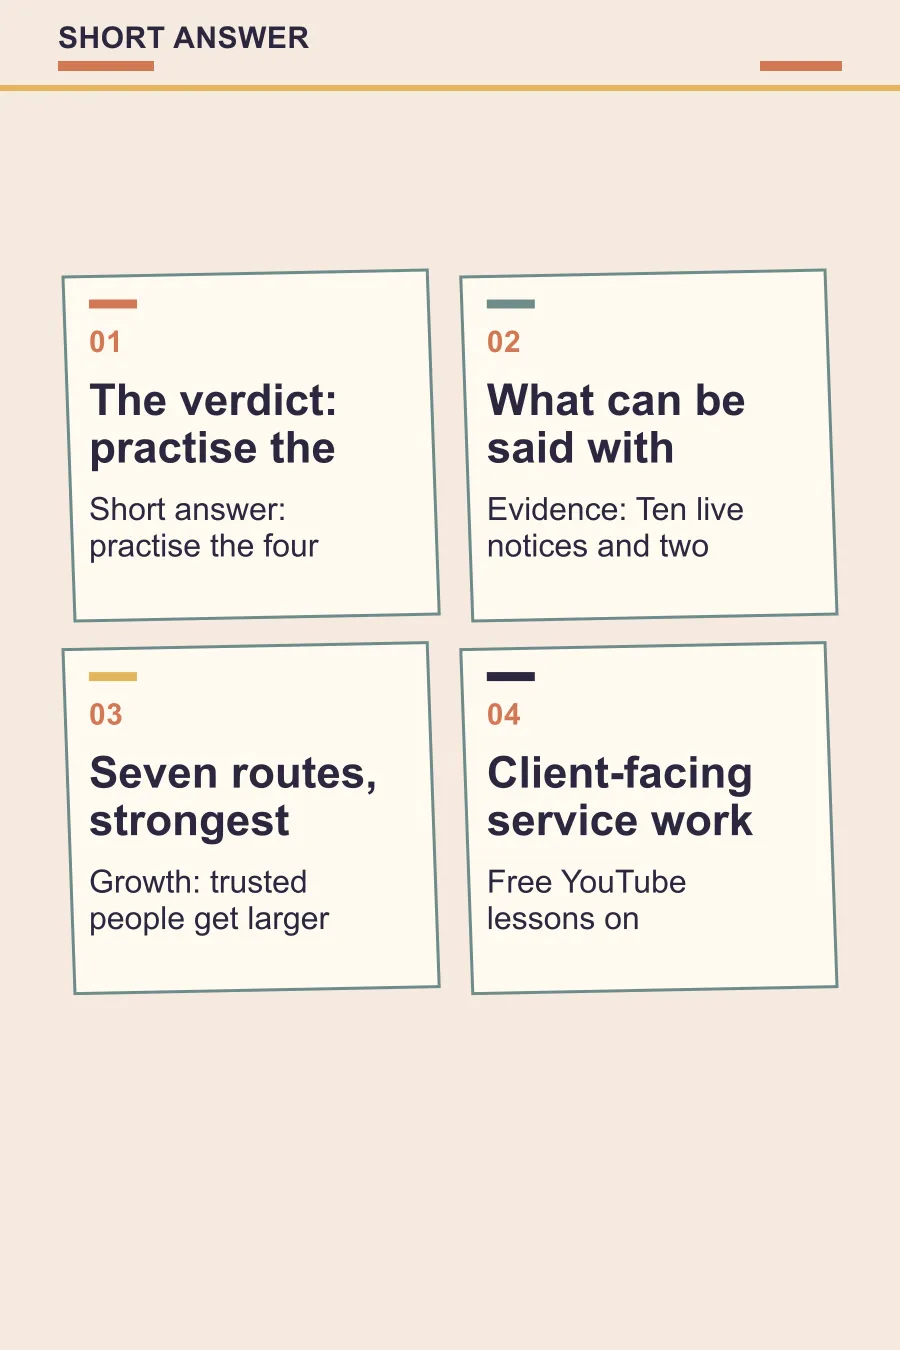 SHORT ANSWER
01
The verdict:
practise the
Short answer:
practise the four
02
What can be
said with
Evidence: Ten live
notices and two
03
Seven routes,
strongest
Growth: trusted
people get larger
04
Client-facing
service work
Free YouTube
lessons on